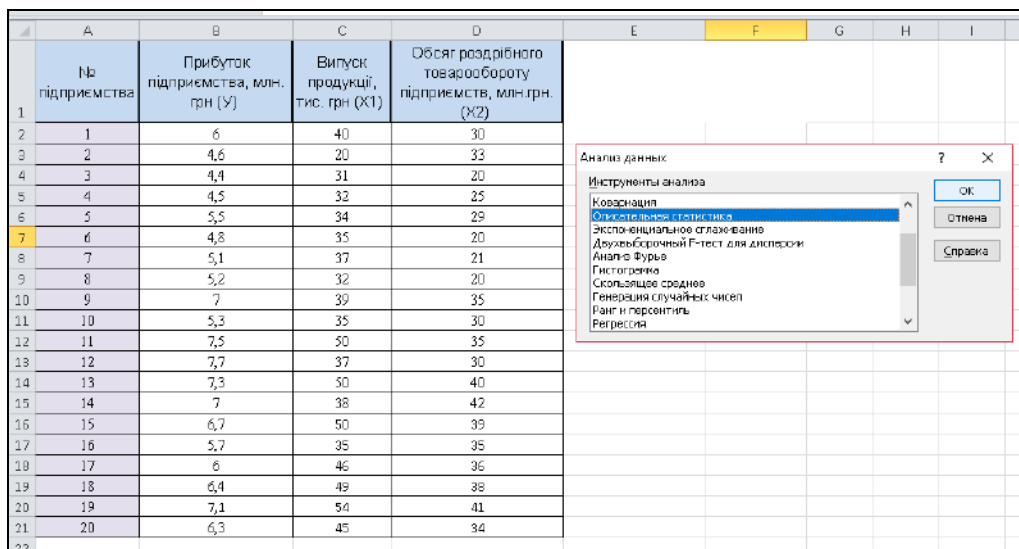 A B C D E F G H I
1 № підприємства Прибуток підприємства, млн. грн (У) Випуск продукції, тис. грн (Х1) Обсяг роздрібного товарообороту підприємств, млн.грн. (Х2)
2 1 6 40 30
3 2 4,6 20 33
4 3 4,4 31 20
5 4 4,5 32 25
6 5 5,5 34 29
7 6 4,8 35 20
8 7 5,1 37 21
9 8 5,2 32 20
10 9 7 39 35
11 10 5,3 35 30
12 11 7,5 50 35
13 12 7,7 37 30
14 13 7,3 50 40
15 14 7 38 42
16 15 6,7 50 39
17 16 5,7 35 35
18 17 6 46 36
19 18 6,4 49 38
20 19 7,1 54 41
21 20 6,3 45 34
22
Анализ данных ? ×
Инструменты анализа
Ковариация
Описательная статистика
Экспоненциальное сглаживание
Двухвыборочный F-тест для дисперсии
Анализ Фурье
Гистограмма
Скользящее среднее
Генерация случайных чисел
Ранг и персентиль
Регрессия
ОК
Отмена
Справка